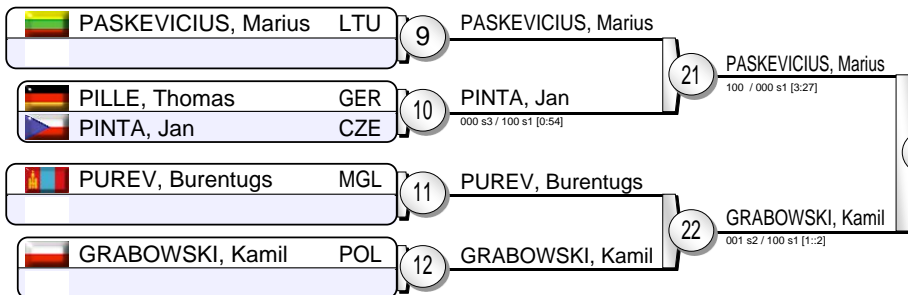 PASKEVICIUS, Marius LTU
9
PASKEVICIUS, Marius
21
PASKEVICIUS, Marius
100 / 000 s1 [3:27]
PILLE, Thomas GER
PINTA, Jan CZE
10
PINTA, Jan
000 s3 / 100 s1 [0:54]
PUREV, Burentugs MGL
11
PUREV, Burentugs
22
GRABOWSKI, Kamil
001 s2 / 100 s1 [1::2]
GRABOWSKI, Kamil POL
12
GRABOWSKI, Kamil